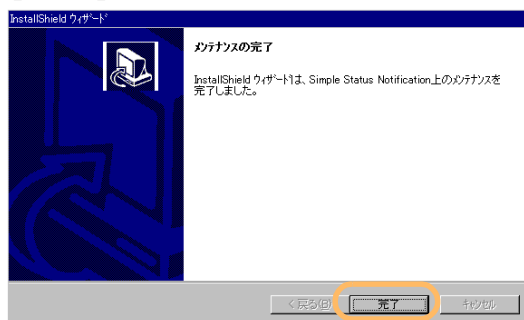 InstallShield ウィザード
メンテナンスの完了
InstallShield ウィザードは、Simple Status Notification上のメンテナンスを
完了しました。
< 戻る(B)
完了
キャンセル